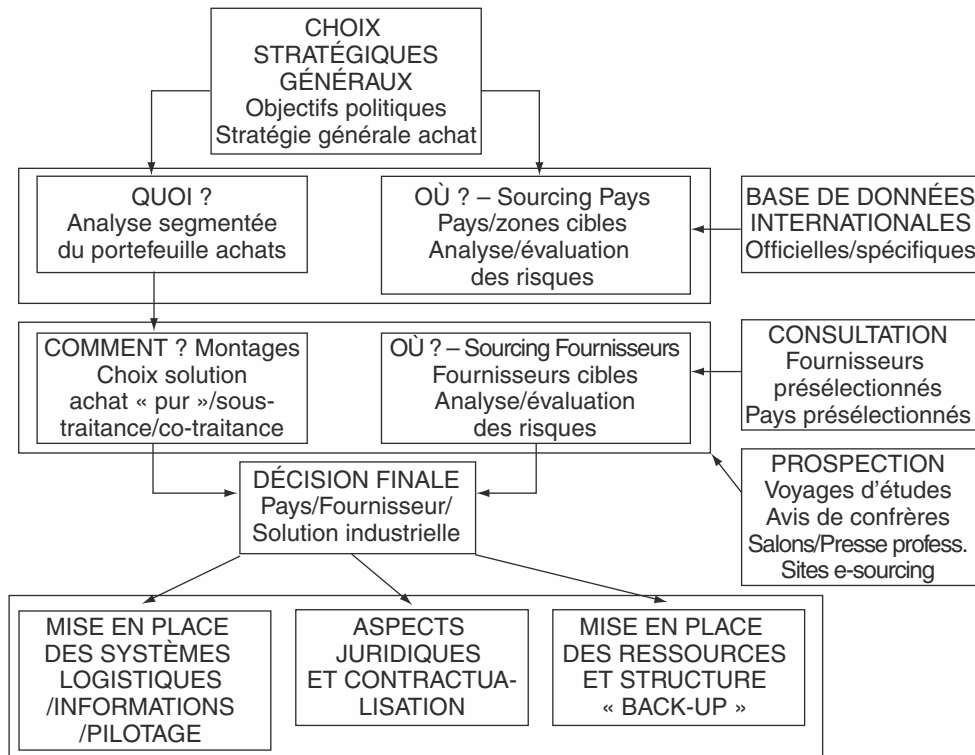 CHOIX
STRATÉGIQUES
GÉNÉRAUX
Objectifs politiques
Stratégie générale achat
QUOI ?
Analyse segmentée
du portefeuille achats
OÙ ? – Sourcing Pays
Pays/zones cibles
Analyse/évaluation
des risques
BASE DE DONNÉES
INTERNATIONALES
Officielles/spécifiques
COMMENT ? Montages
Choix solution
achat « pur »/sous-
traitance/co-traitance
OÙ ? – Sourcing Fournisseurs
Fournisseurs cibles
Analyse/évaluation
des risques
CONSULTATION
Fournisseurs
présélectionnés
Pays présélectionnés
DÉCISION FINALE
Pays/Fournisseur/
Solution industrielle
PROSPECTION
Voyages d’études
Avis de confrères
Salons/Presse profess.
Sites e-sourcing
MISE EN PLACE
DES SYSTÈMES
LOGISTIQUES
/INFORMATIONS
/PILOTAGE
ASPECTS
JURIDIQUES
ET CONTRACTUA-
LISATION
MISE EN PLACE
DES RESSOURCES
ET STRUCTURE
« BACK-UP »